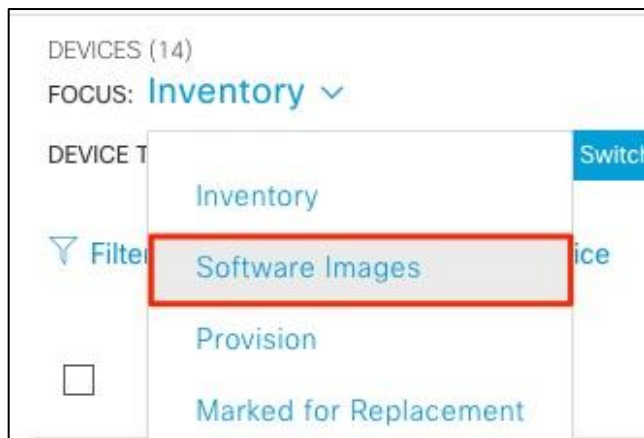 DEVICES (14)
FOCUS: Inventory
DEVICE T
Switch
Inventory
Filter
Software Images
ice
Provision
Marked for Replacement